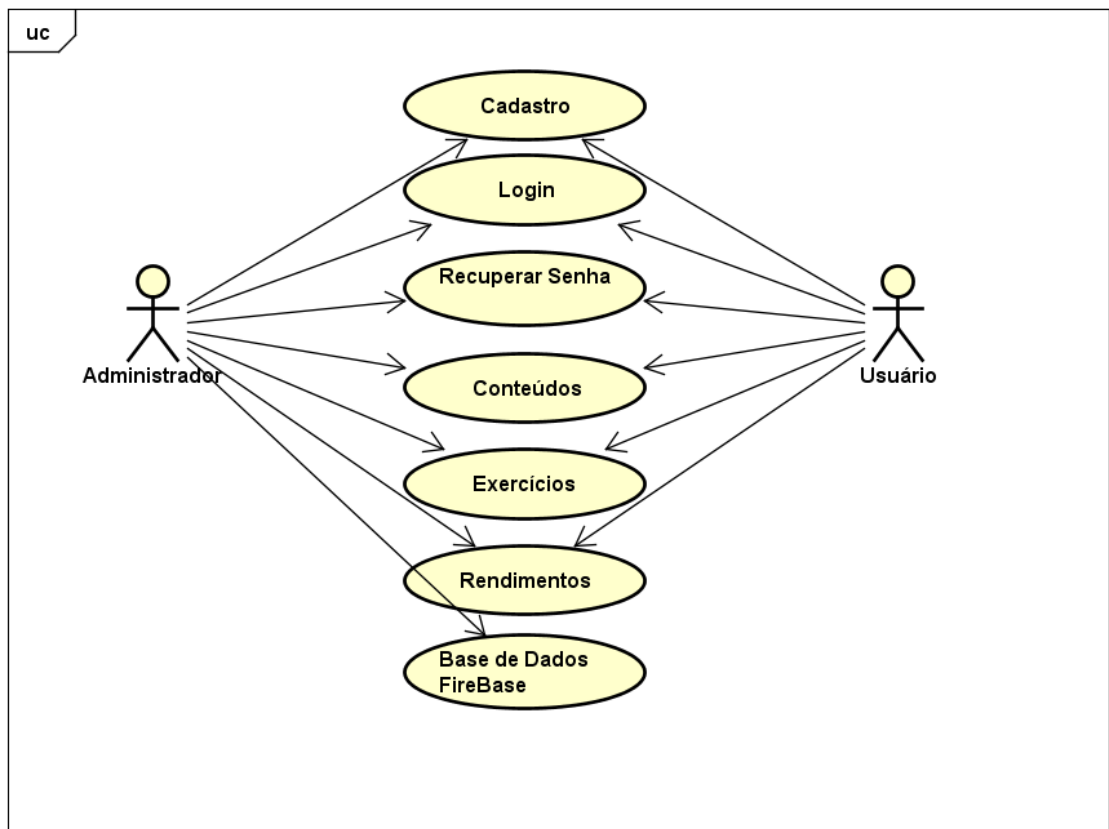 uc
Cadastro
Login
Recuperar Senha
Administrador
Usuário
Conteúdos
Exercícios
Rendimentos
Base de Dados
FireBase